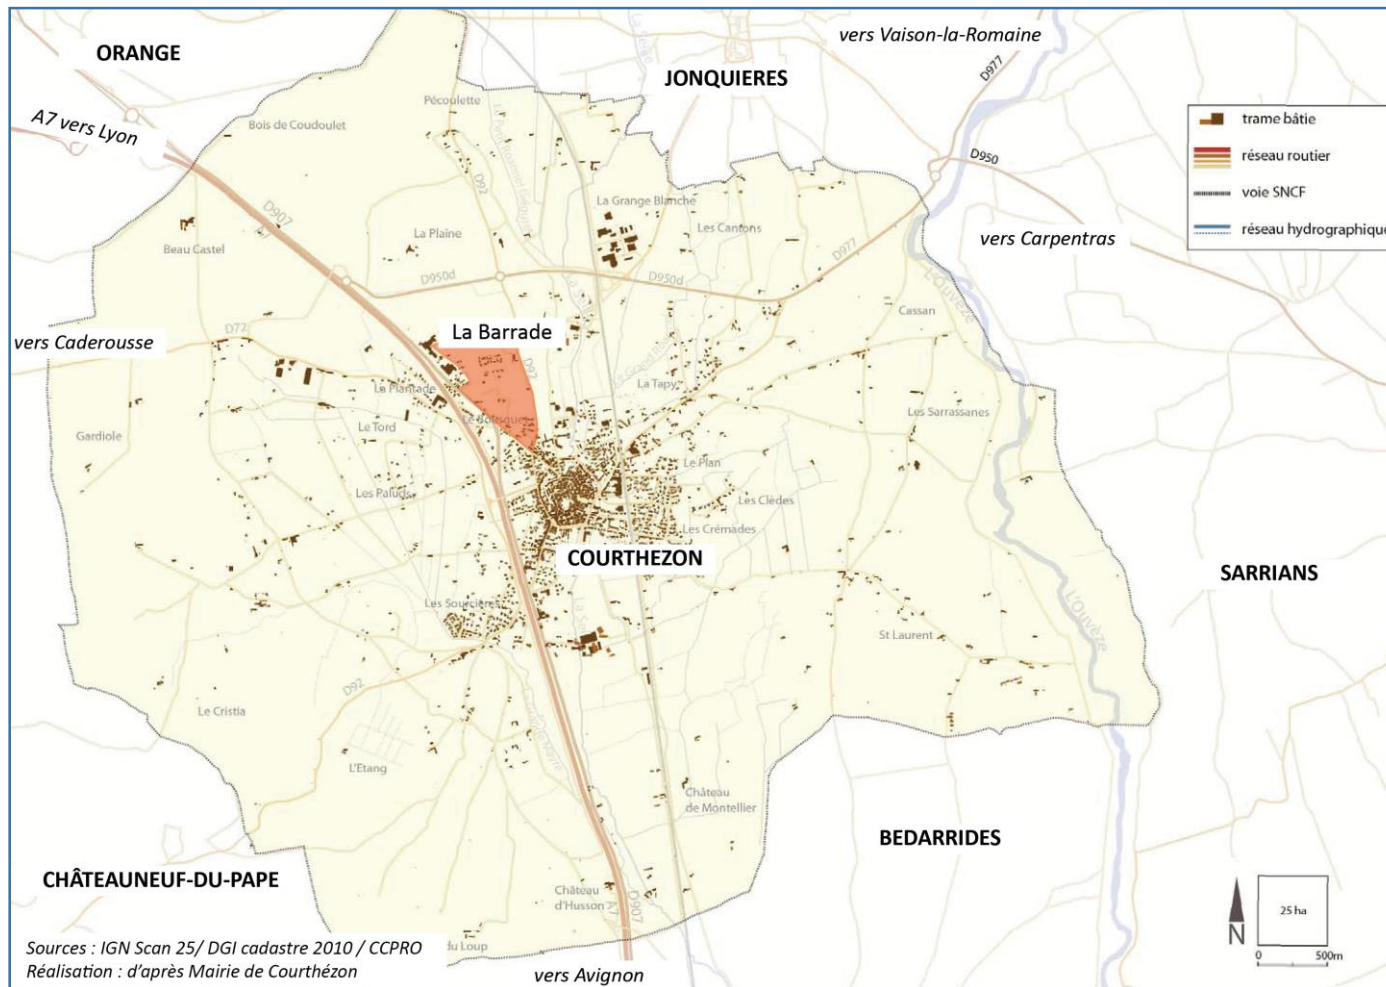 vers Vaison-la-Romaine
ORANGE
JONQUIERES
D977
A7 vers Lyon
Pécoulette
Bois de Coudoulet
D92
D950
trame bâtie
réseau routier
voie SNCF
réseau hydrographique
La Grange Blanche
Les Cantons
D907
La Plaine
Beau Castel
D977
vers Carpentras
D950d
D950d
L'Ouvèze
Cassan
D72
vers Caderousse
La Barrade
D92
La Plantade
La Tapy
Les Sarrassanes
Gardiole
Le Tord
Le Plan
Les Paluds
Les Clèdes
Les Crémades
COURTHEZON
SARRIANS
Les Sourcières
L'Ouvèze
St Laurent
D92
Le Cristia
L'Etang
Château
de Montellier
BEDARRIDES
CHÂTEAUNEUF-DU-PAPE
Château
d'Husson
A7
D907
25 ha
N
0 500m
du Loup
Sources : IGN Scan 25/ DGI cadastre 2010 / CCPRO
Réalisation : d'après Mairie de Courthézon
vers Avignon